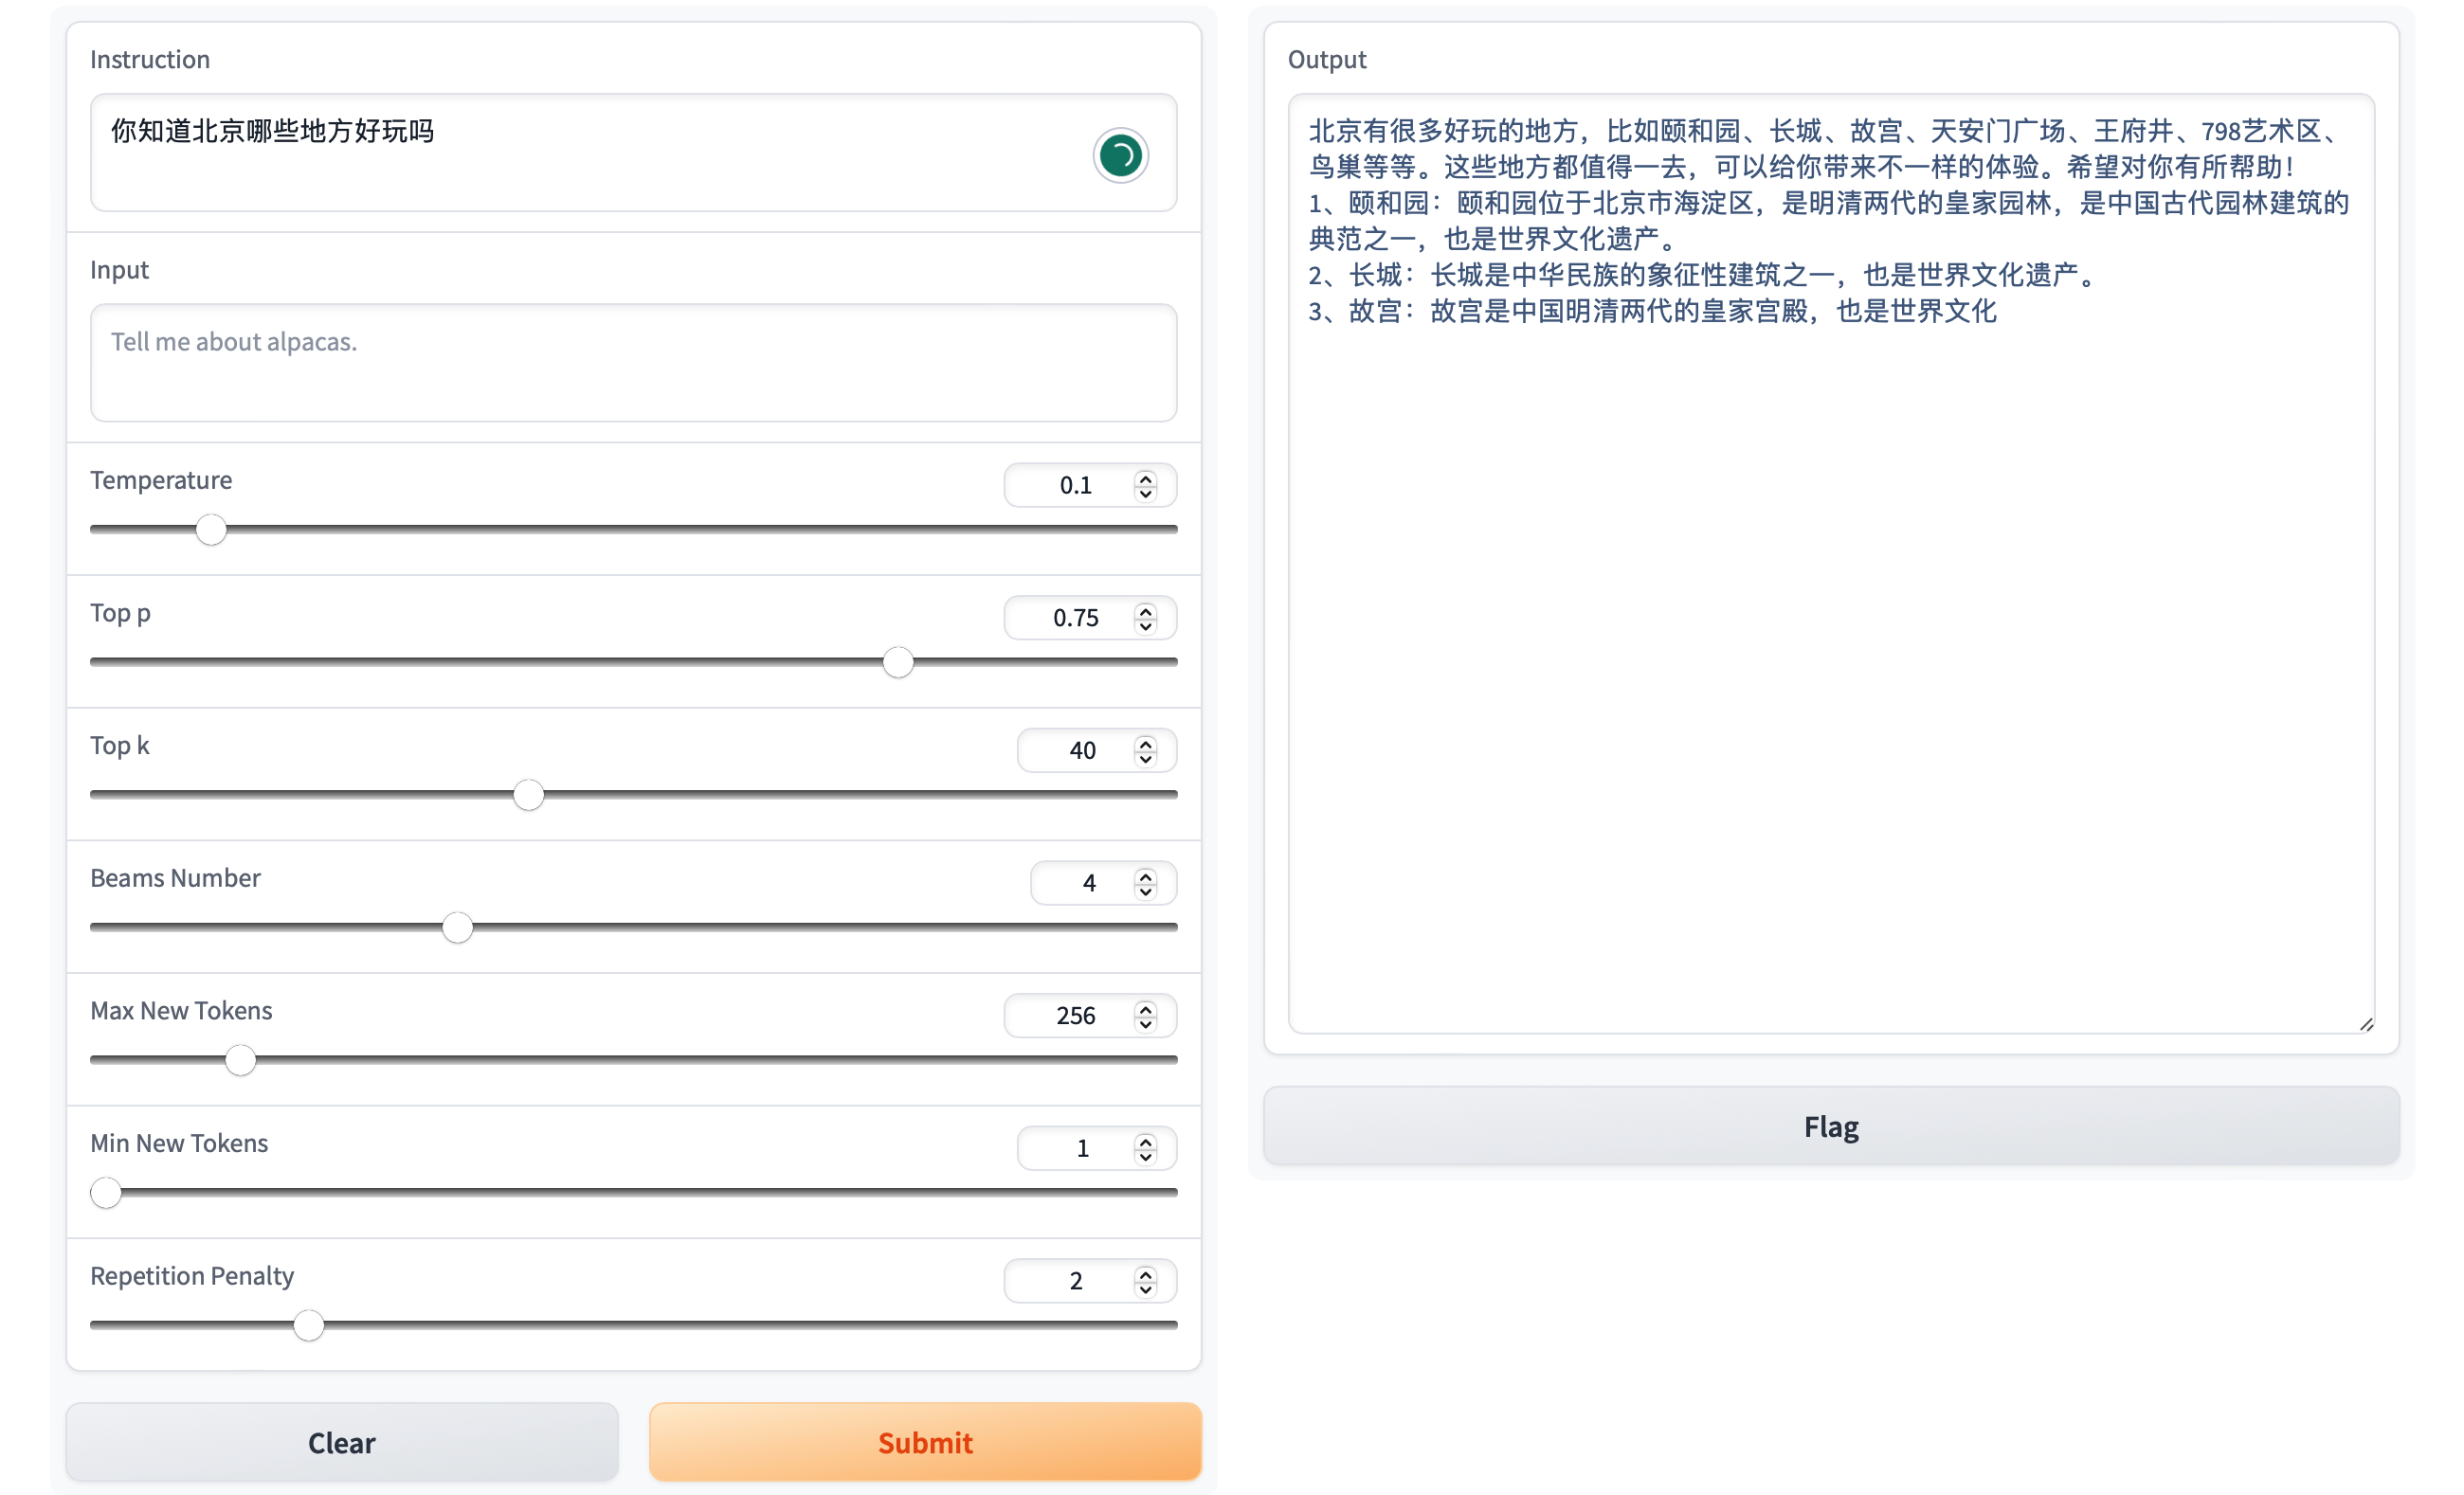 Instruction
你知道北京哪些地方好玩吗
Input
Tell me about alpacas.
Temperature
0.1
Top p
0.75
Top k
40
Beams Number
4
Max New Tokens
256
Min New Tokens
1
Repetition Penalty
2
Clear
Submit
Output
北京有很多好玩的地方，比如颐和园、长城、故宫、天安门广场、王府井、798艺术区、
鸟巢等等。这些地方都值得一去，可以给你带来不一样的体验。希望对你有所帮助！
1、颐和园：颐和园位于北京市海淀区，是明清两代的皇家园林，是中国古代园林建筑的
典范之一，也是世界文化遗产。
2、长城：长城是中华民族的象征性建筑之一，也是世界文化遗产。
3、故宫：故宫是中国明清两代的皇家宫殿，也是世界文化
Flag